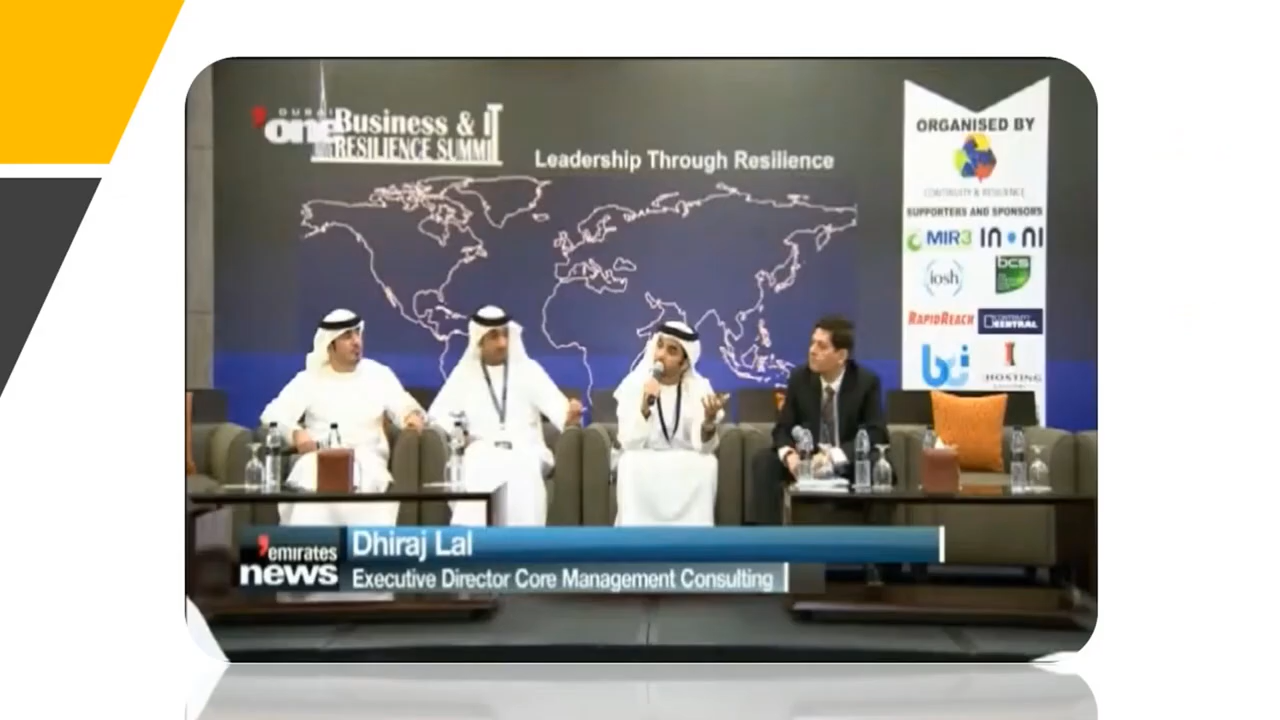 DUBAI
'one
Business & IT
RESILIENCE SUMMIT
Leadership Through Resilience
ORGANISED BY
CONTINUITY & RESILIENCE
SUPPORTERS AND SPONSORS
MIR3
IN•NI
iosh
bcs
RAPIDREACH
CONTINUITY
CENTRAL
bci
HOSTING
'emirates
news
Dhiraj Lal
Executive Director Core Management Consulting